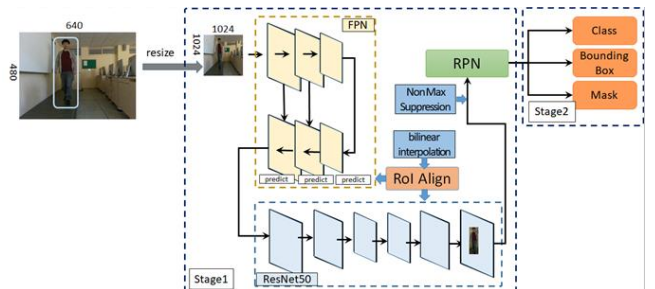 640
480
resize
1024
1024
FPN
predict
predict
predict
Non Max
Suppression
bilinear
interpolation
RoI Align
RPN
ResNet50
Stage1
Class
Bounding
Box
Mask
Stage2